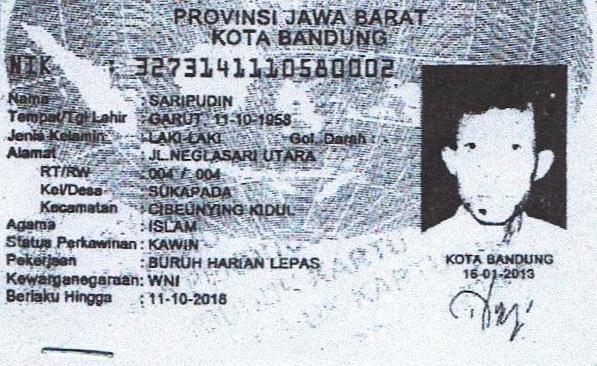 PROVINSI JAWA BARAT
KOTA BANDUNG
NIK : 3273141110580002
Nama : SARIPUDIN
Tempat/Tgl Lahir : GARUT, 11-10-1958
Jenis Kelamin : LAKI-LAKI Gol. Darah :
Alamat : JL.NEGLASARI UTARA
RT/RW : 004 / 004
Kel/Desa : SUKAPADA
Kecamatan : CIBEUNYING KIDUL
Agama : ISLAM
Status Perkawinan : KAWIN
Pekerjaan : BURUH HARIAN LEPAS
Kewarganegaraan: WNI
Berlaku Hingga : 11-10-2018
KOTA BANDUNG
15-01-2013